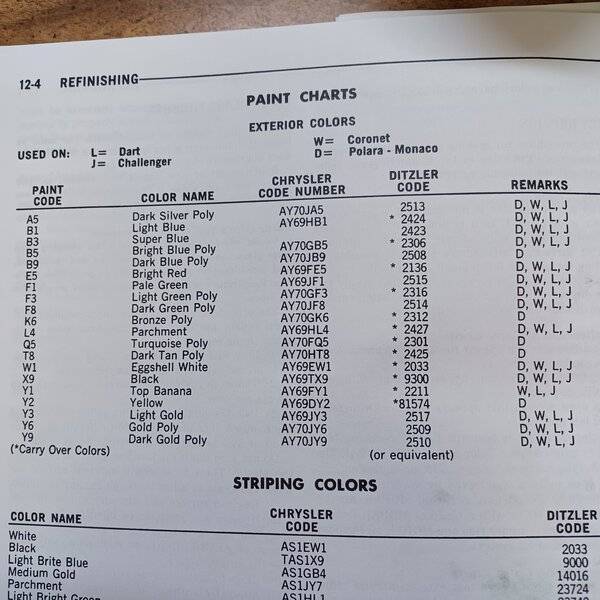 12-4 REFINISHING
PAINT CHARTS
EXTERIOR COLORS
USED ON: L= Dart W= Coronet
J= Challenger D= Polara - Monaco
PAINT CODE COLOR NAME CHRYSLER CODE NUMBER DITZLER CODE REMARKS
A5 Dark Silver Poly AY70JA5 2513 D, W, L, J
B1 Light Blue AY69HB1 * 2424 D, W, L, J
B3 Super Blue 2423 D, W, L, J
B5 Bright Blue Poly AY70GB5 * 2306 D, W, L, J
B9 Dark Blue Poly AY70JB9 2508 D
E5 Bright Red AY69FE5 * 2136 D, W, L, J
F1 Pale Green AY69JF1 2515 D, W, L, J
F3 Light Green Poly AY70GF3 * 2316 D, W, L, J
F8 Dark Green Poly AY70JF8 2514 D, W, L, J
K6 Bronze Poly AY70GK6 * 2312 D
L4 Parchment AY69HL4 * 2427 D, W, L, J
Q5 Turquoise Poly AY70FQ5 * 2301 D
T8 Dark Tan Poly AY70HT8 * 2425 D
W1 Eggshell White AY69EW1 * 2033 D, W, L, J
X9 Black AY69TX9 * 9300 D, W, L, J
Y1 Top Banana AY69FY1 * 2211 W, L, J
Y2 Yellow AY69DY2 *81574 D
Y3 Light Gold AY69JY3 2517 D, W, L, J
Y6 Gold Poly AY70JY6 2509 D, W, L, J
Y9 Dark Gold Poly AY70JY9 2510 D, W, L, J
(*Carry Over Colors) (or equivalent)
STRIPING COLORS
COLOR NAME CHRYSLER CODE DITZLER CODE
White AS1EW1 2033
Black TAS1X9 9000
Light Brite Blue AS1GB4 14016
Medium Gold AS1JY7 23724
Parchment AS1HL1
Light Bright Green